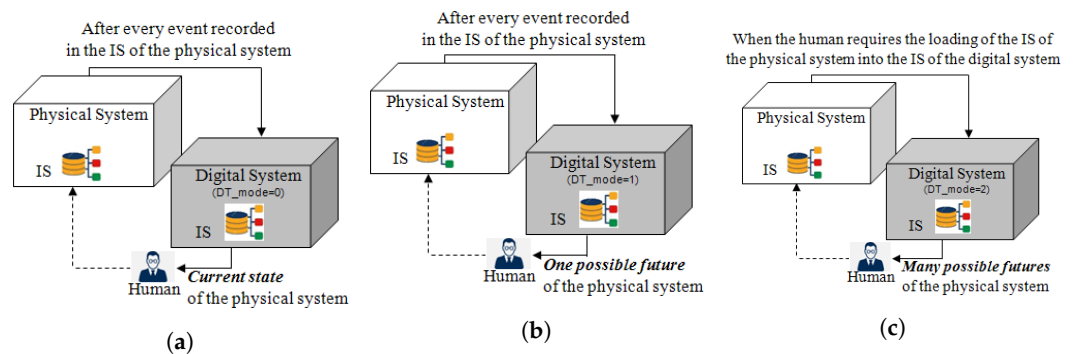 After every event recorded
in the IS of the physical system
Physical System
IS
Digital System
(DT_mode=0)
IS
Human
Current state
of the physical system
(a)
After every event recorded
in the IS of the physical system
Physical System
IS
Digital System
(DT_mode=1)
IS
Human
One possible future
of the physical system
(b)
When the human requires the loading of the IS of
the physical system into the IS of the digital system
Physical System
IS
Digital System
(DT_mode=2)
IS
Human
Many possible futures
of the physical system
(c)